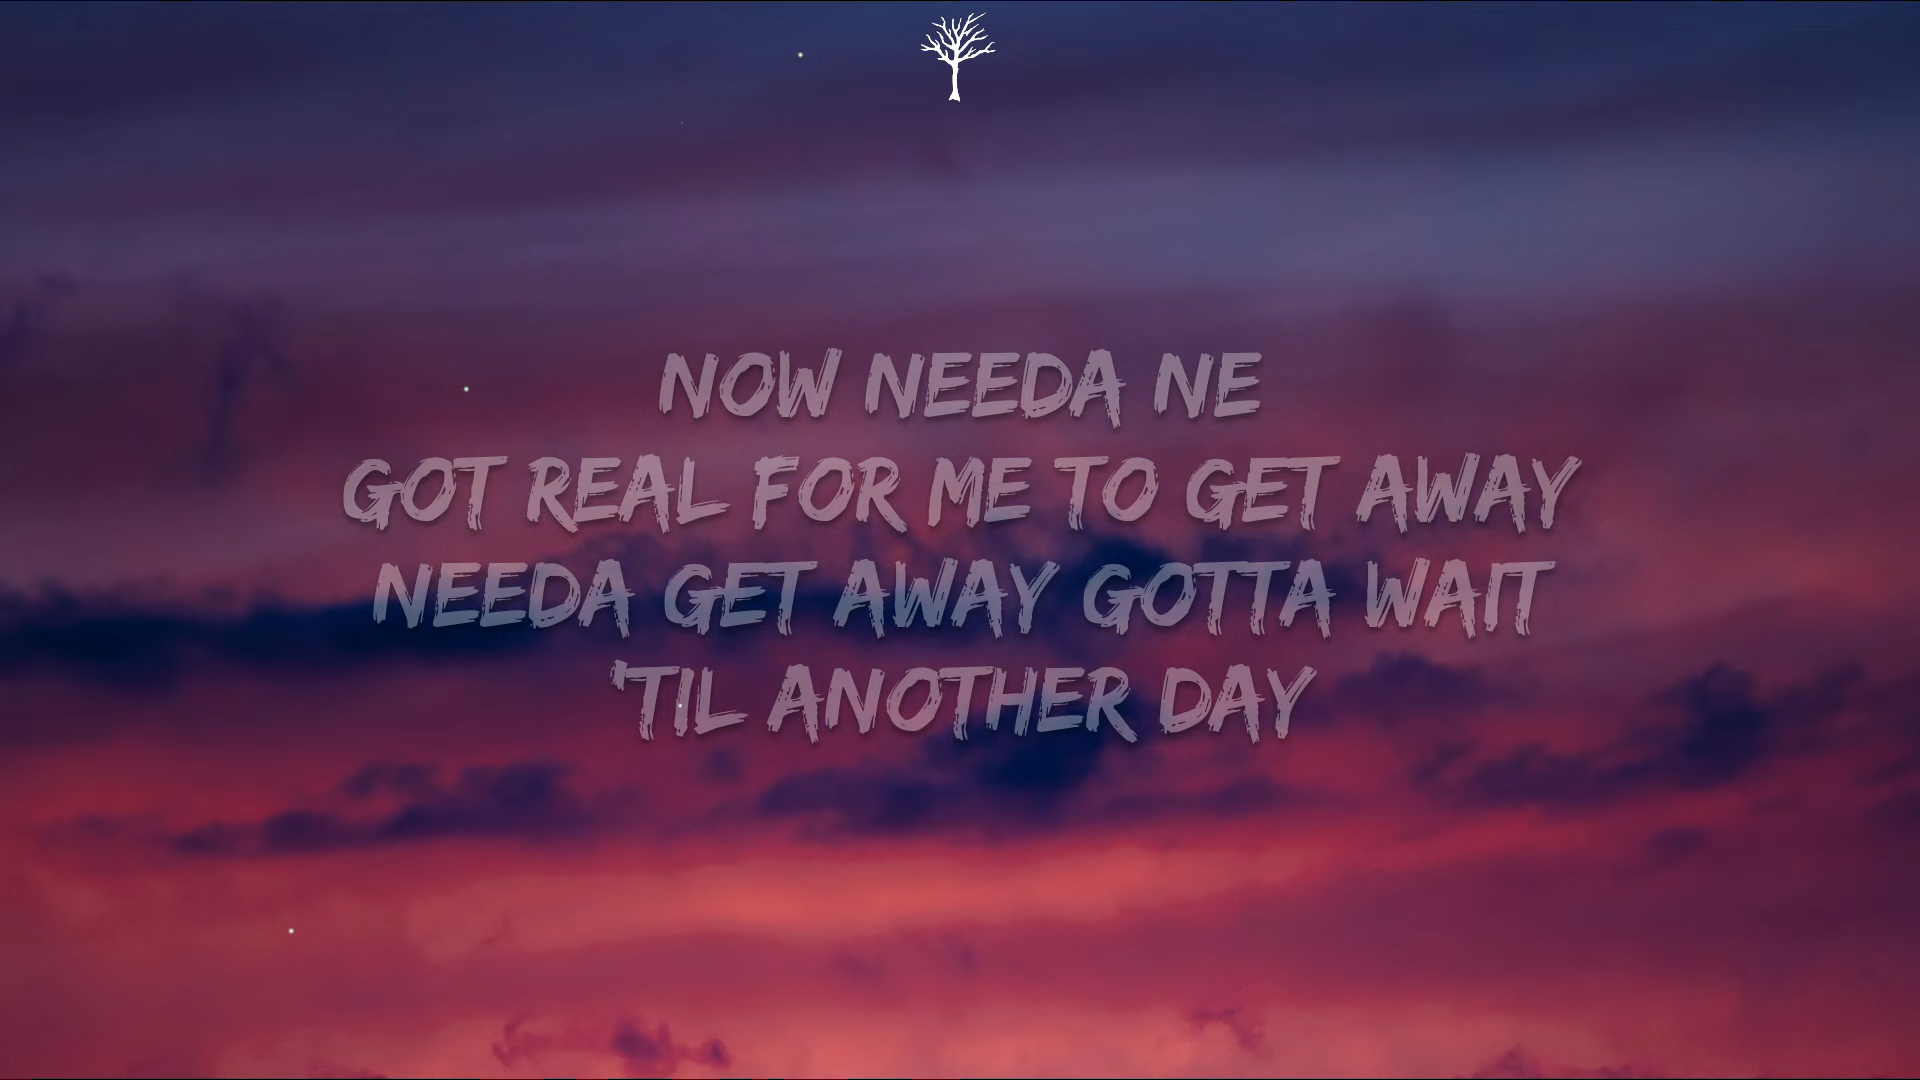 NOW NEEDA NE
GOT REAL FOR ME TO GET AWAY
NEEDA GET AWAY GOTTA WAIT
'TIL ANOTHER DAY